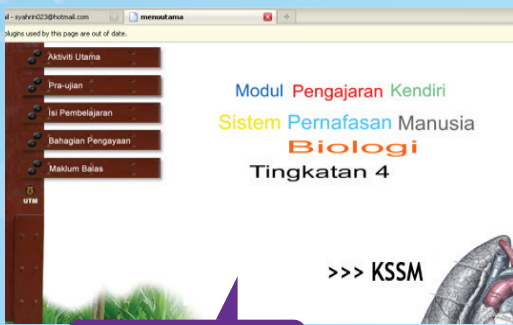 il - syahrin023@hotmail.com
menuutama
plugins used by this page are out of date.
Aktiviti Utama
Pra-ujian
Isi Pembelajaran
Bahagian Pengayaan
Maklum Balas
UTM
Modul Pengajaran Kendiri
Sistem Pernafasan Manusia
Biologi
Tingkatan 4
>>> KSSM